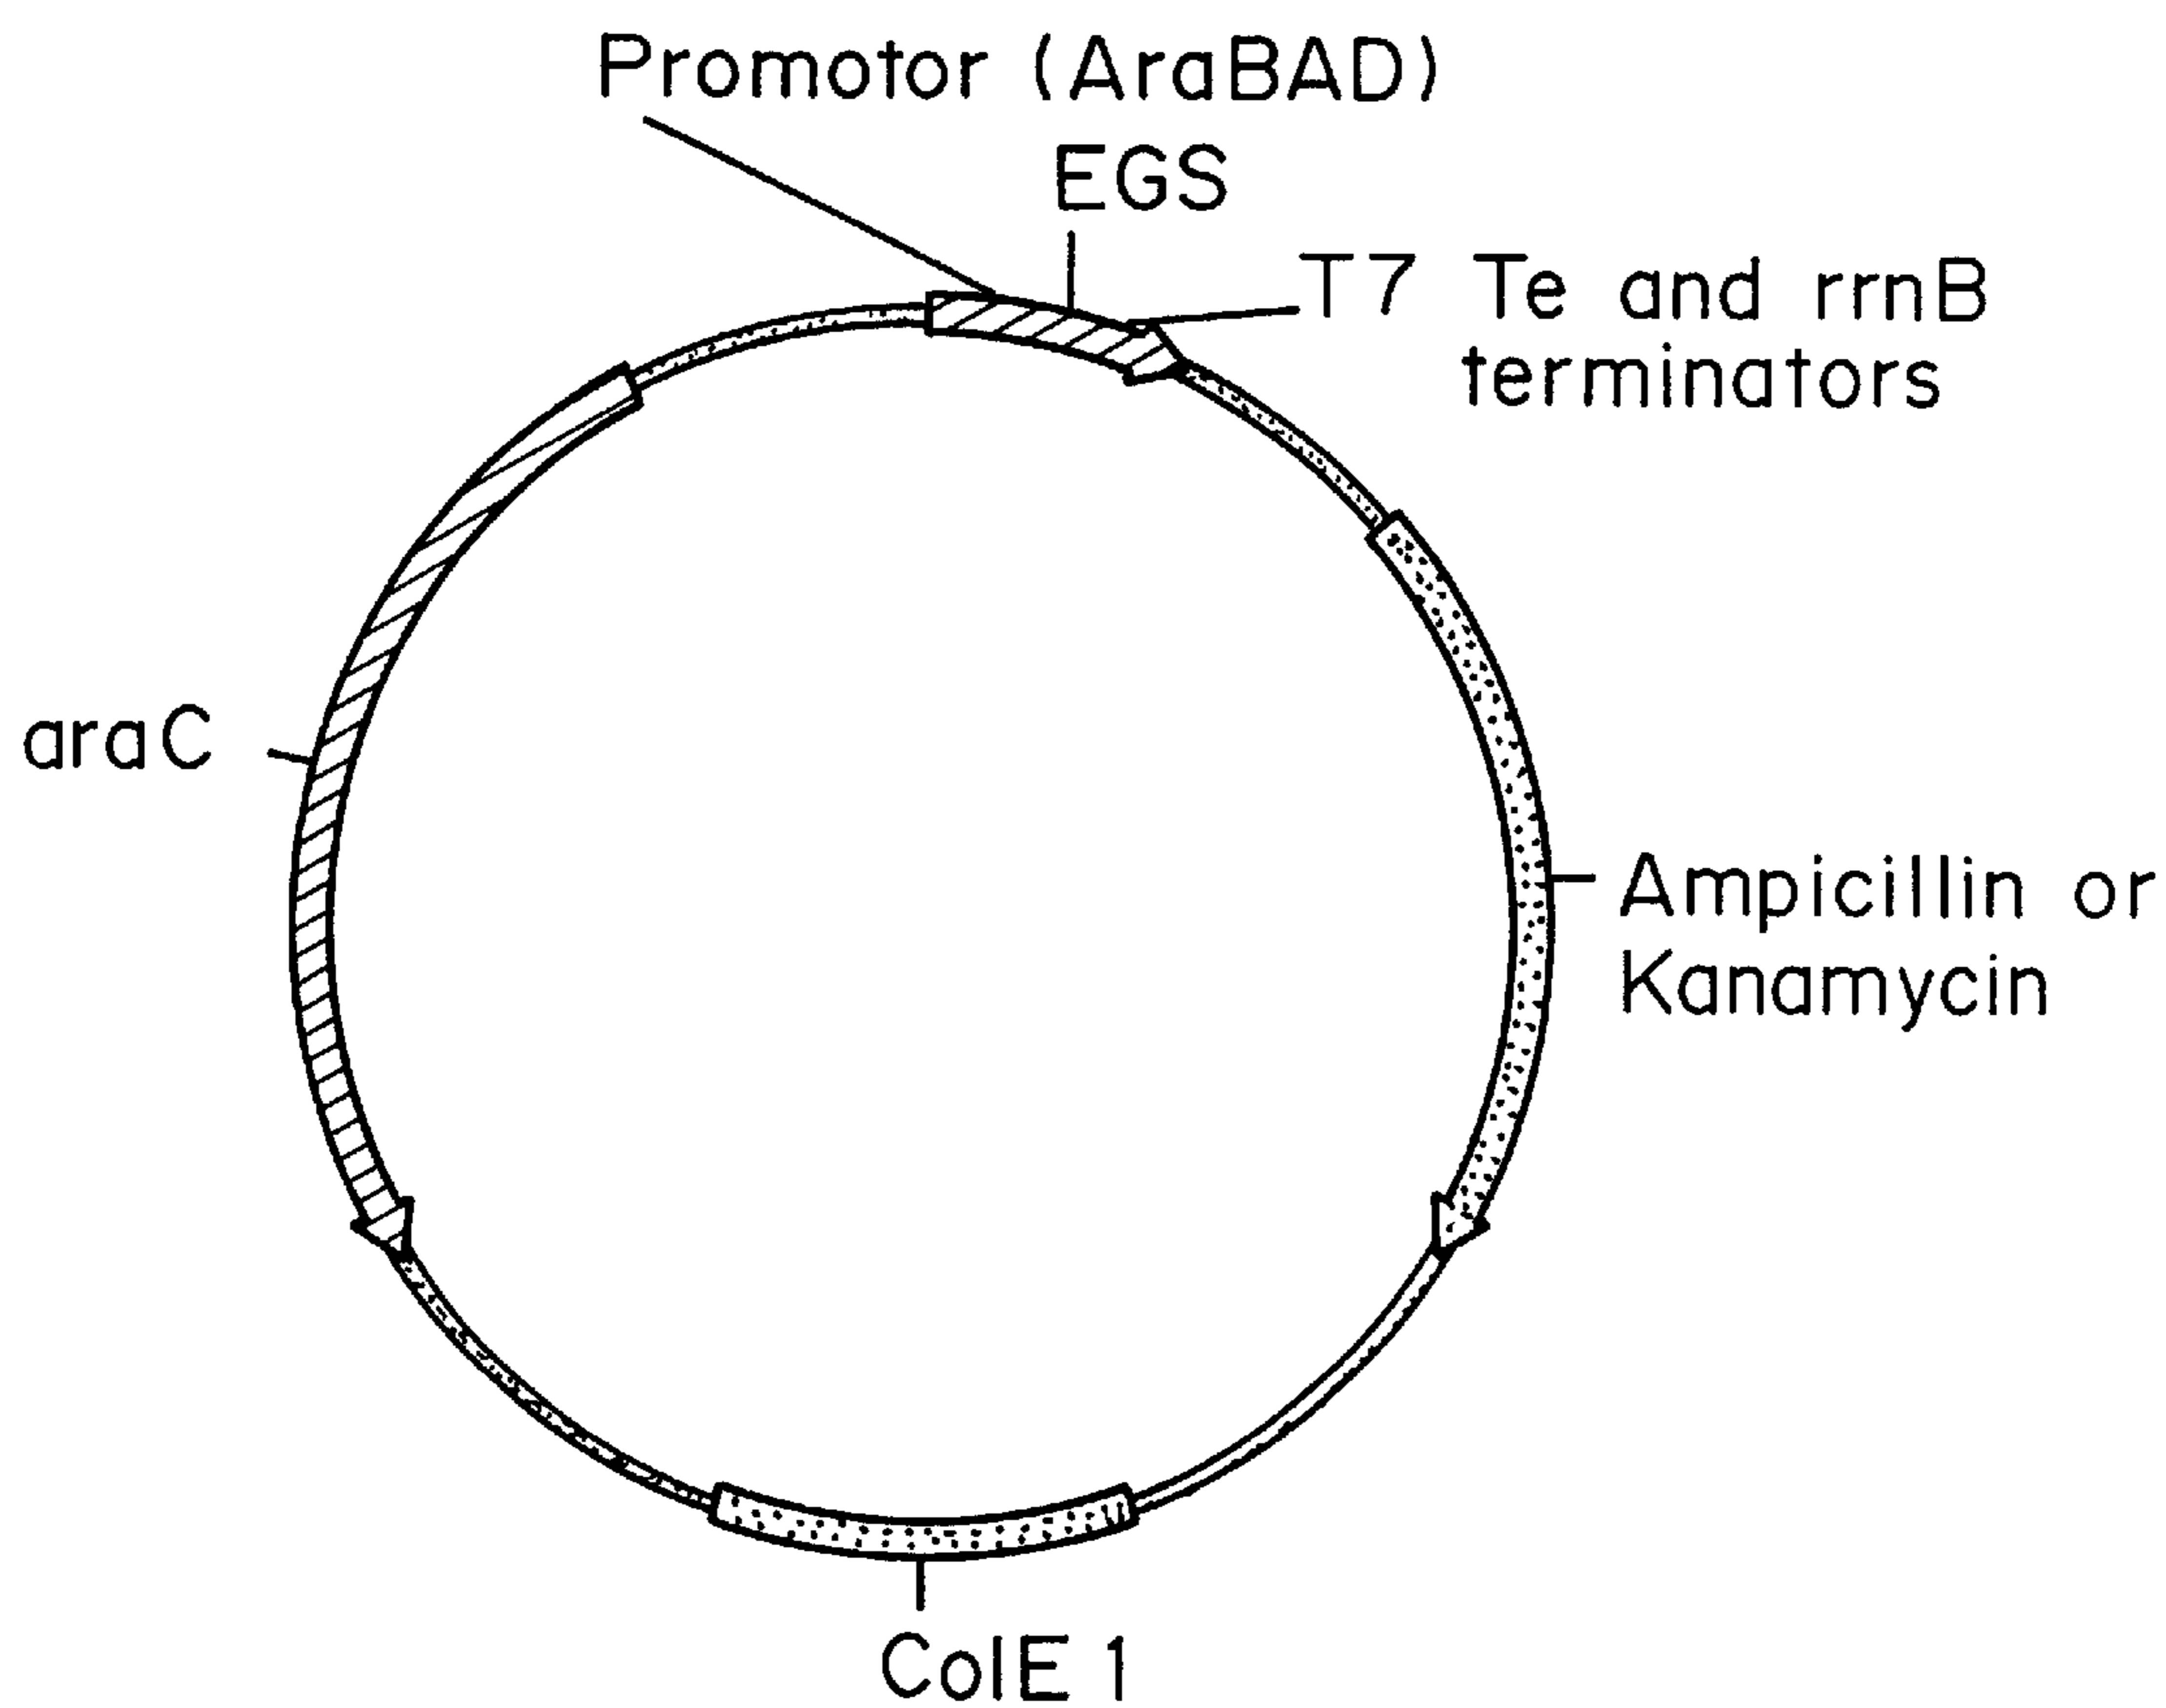 Promotor (AraBAD)
EGS
T7 Te and rrnB
terminators
araC
Ampicillin or
Kanamycin
ColE 1